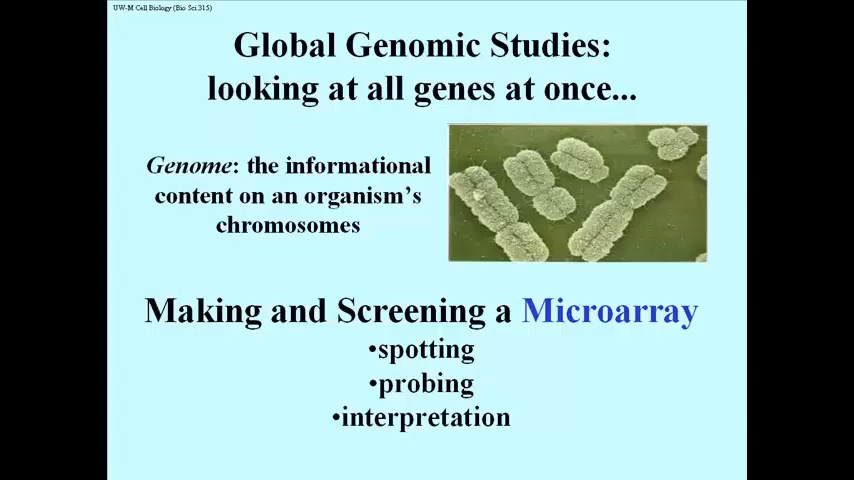 UW-M Cell Biology (Bio Sci 315)
Global Genomic Studies:
looking at all genes at once...
Genome: the informational
content on an organism's
chromosomes
Making and Screening a Microarray
•spotting
•probing
•interpretation